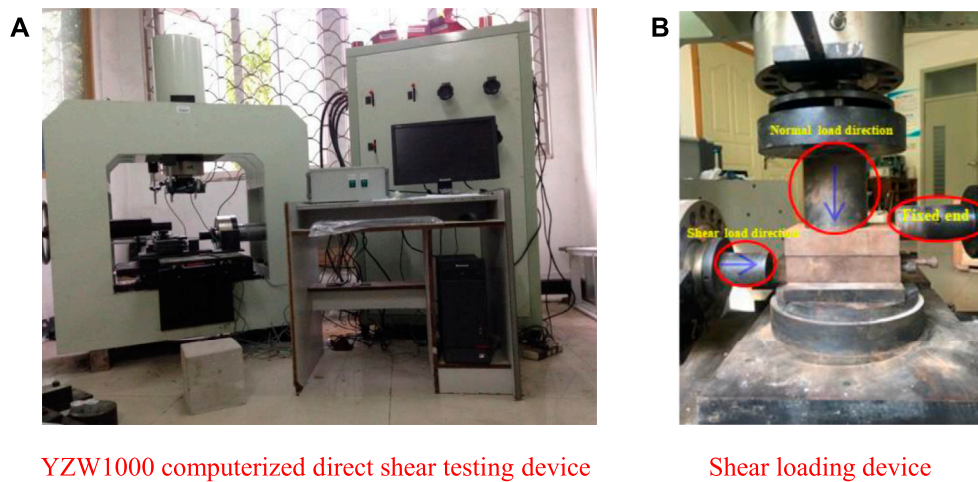 A
B
Normal load direction
Fixed end
Shear load direction
YZW1000 computerized direct shear testing device
Shear loading device